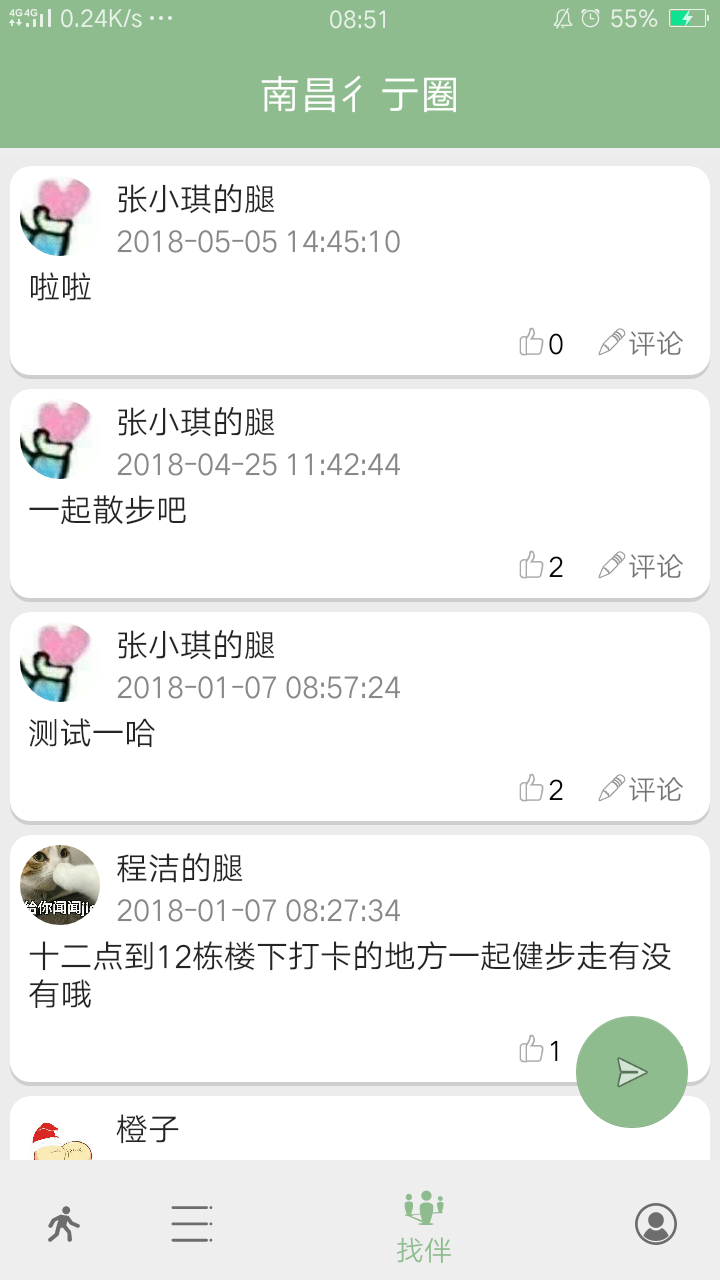 4G4G 0.24K/s ··· 08:51 55%
南昌彳亍圈
张小琪的腿
2018-05-05 14:45:10
啦啦
0 评论
张小琪的腿
2018-04-25 11:42:44
一起散步吧
2 评论
张小琪的腿
2018-01-07 08:57:24
测试一哈
2 评论
程洁的腿
给你闻闻ji
2018-01-07 08:27:34
十二点到12栋楼下打卡的地方一起健步走有没
有哦
1
橙子
找伴